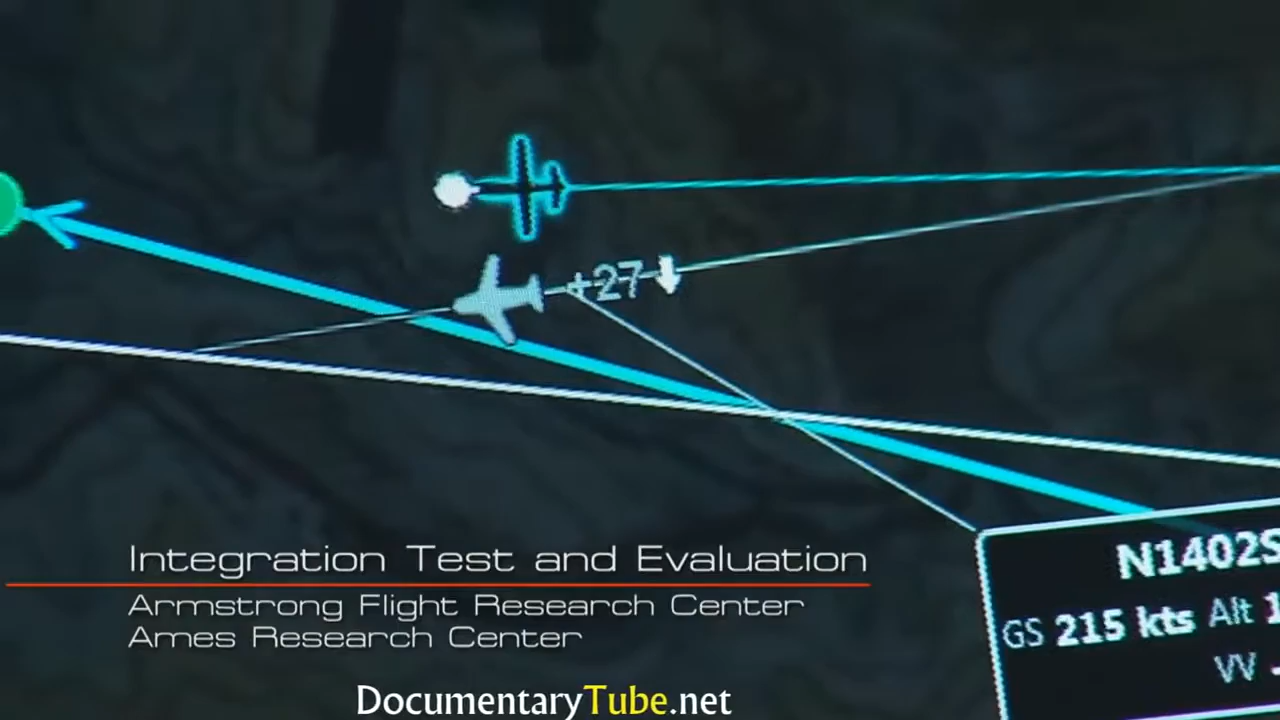 +27
N1402S
GS 215 kts Alt 1
VV -
Integration Test and Evaluation
Armstrong Flight Research Center
Ames Research Center
DocumentaryTube.net